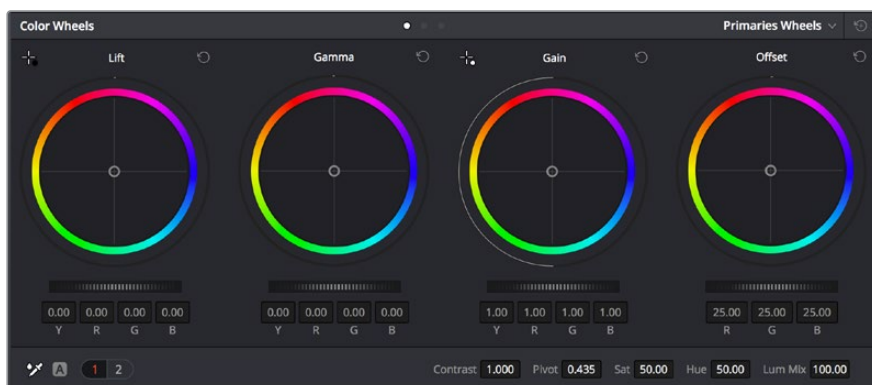 Color Wheels Primaries Wheels
Lift Gamma Gain Offset
0.00 0.00 0.00 0.00 0.00 0.00 0.00 0.00 1.00 1.00 1.00 1.00 25.00 25.00 25.00
Y R G B Y R G B Y R G B R G B
A 1 2 Contrast 1.000 Pivot 0.435 Sat 50.00 Hue 50.00 Lum Mix 100.00